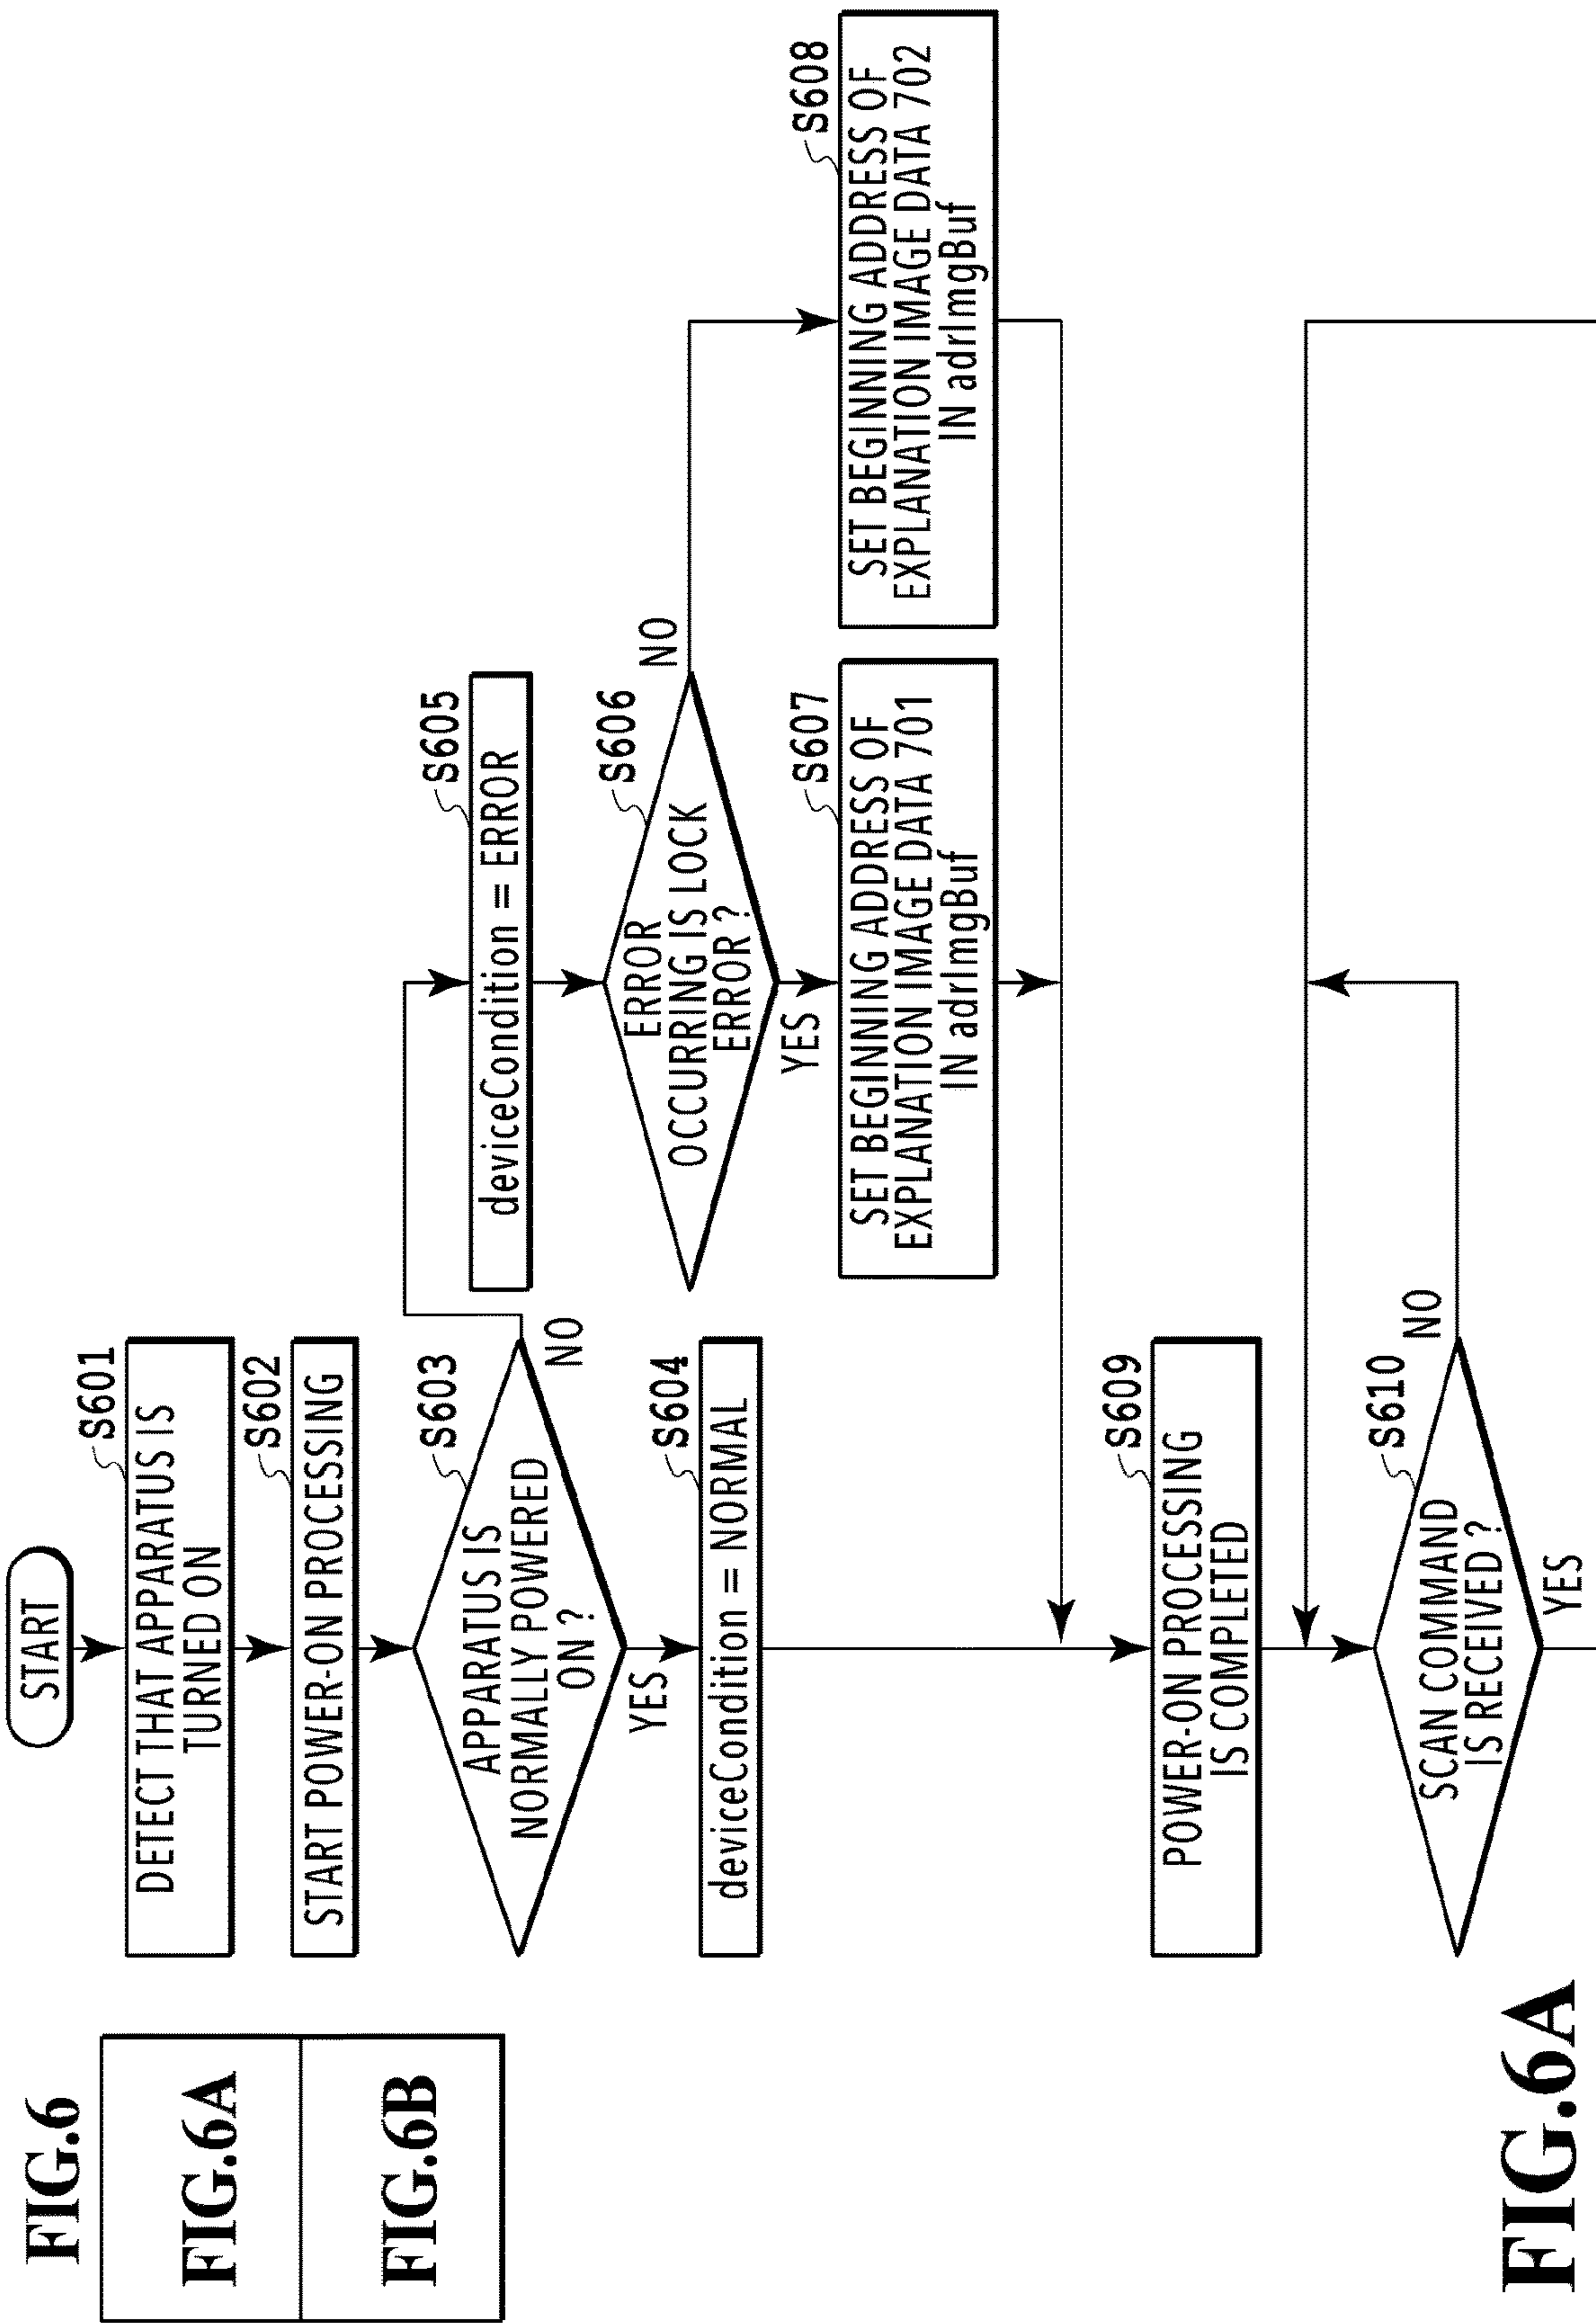 FIG.6
FIG.6A
FIG.6B
START
S601
DETECT THAT APPARATUS IS
TURNED ON
S602
START POWER-ON PROCESSING
S603
APPARATUS IS
NORMALLY POWERED
ON ?
NO
YES
S604
deviceCondition = NORMAL
S605
deviceCondition = ERROR
S606
ERROR
OCCURRING IS LOCK
ERROR ?
NO
YES
S607
SET BEGINNING ADDRESS OF
EXPLANATION IMAGE DATA 701
IN adrImgBuf
S608
SET BEGINNING ADDRESS OF
EXPLANATION IMAGE DATA 702
IN adrImgBuf
S609
POWER-ON PROCESSING
IS COMPLETED
S610
SCAN COMMAND
IS RECEIVED ?
NO
YES
FIG.6A